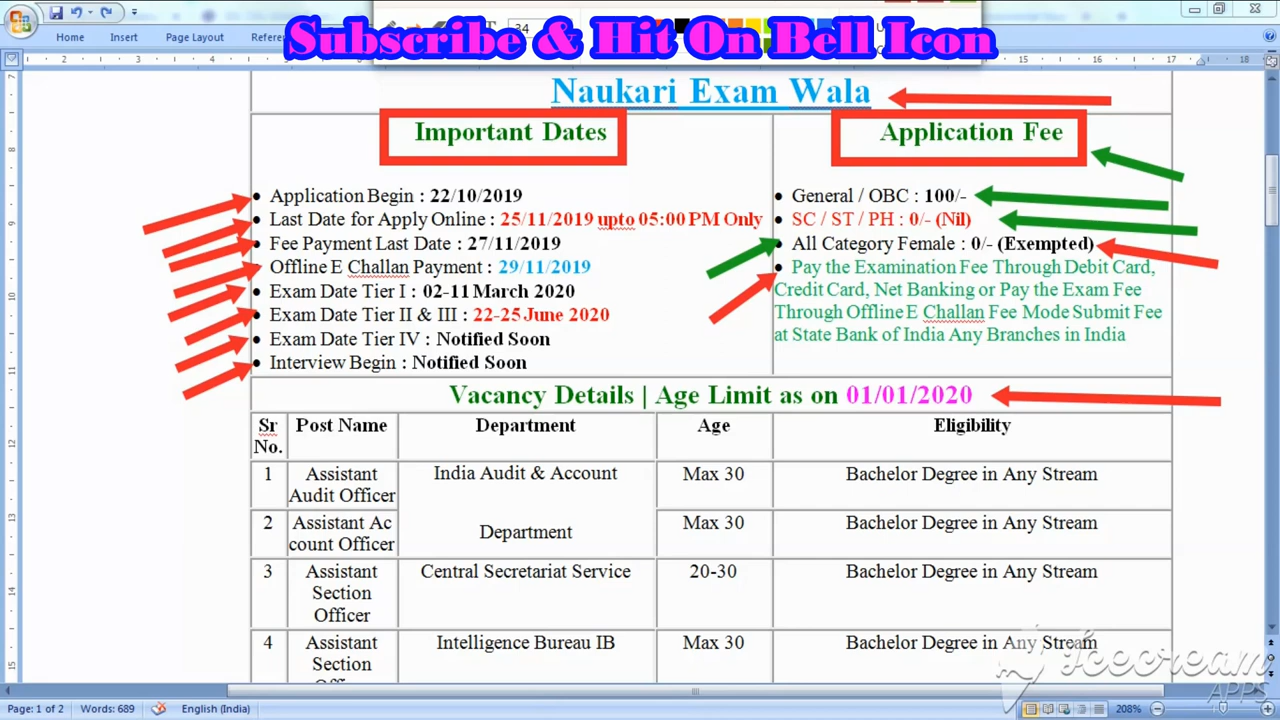 Subscribe & Hit On Bell Icon
Home Insert Page Layout
34
Naukari Exam Wala
Important Dates
Application Begin : 22/10/2019
Last Date for Apply Online : 25/11/2019 upto 05:00 PM Only
Fee Payment Last Date : 27/11/2019
Offline E Challan Payment : 29/11/2019
Exam Date Tier I : 02-11 March 2020
Exam Date Tier II & III : 22-25 June 2020
Exam Date Tier IV : Notified Soon
Interview Begin : Notified Soon
Application Fee
General / OBC : 100/-
SC / ST / PH : 0/- (Nil)
All Category Female : 0/- (Exempted)
Pay the Examination Fee Through Debit Card,
Credit Card, Net Banking or Pay the Exam Fee
Through Offline E Challan Fee Mode Submit Fee
at State Bank of India Any Branches in India
Vacancy Details | Age Limit as on 01/01/2020
Sr No. Post Name Department Age Eligibility
1 Assistant Audit Officer India Audit & Account Department Max 30 Bachelor Degree in Any Stream
2 Assistant Ac count Officer Max 30 Bachelor Degree in Any Stream
3 Assistant Section Officer Central Secretariat Service 20-30 Bachelor Degree in Any Stream
4 Assistant Section Intelligence Bureau IB Max 30 Bachelor Degree in Any Stream
Icecream
APPS
Page: 1 of 2 Words: 689 English (India) 208%